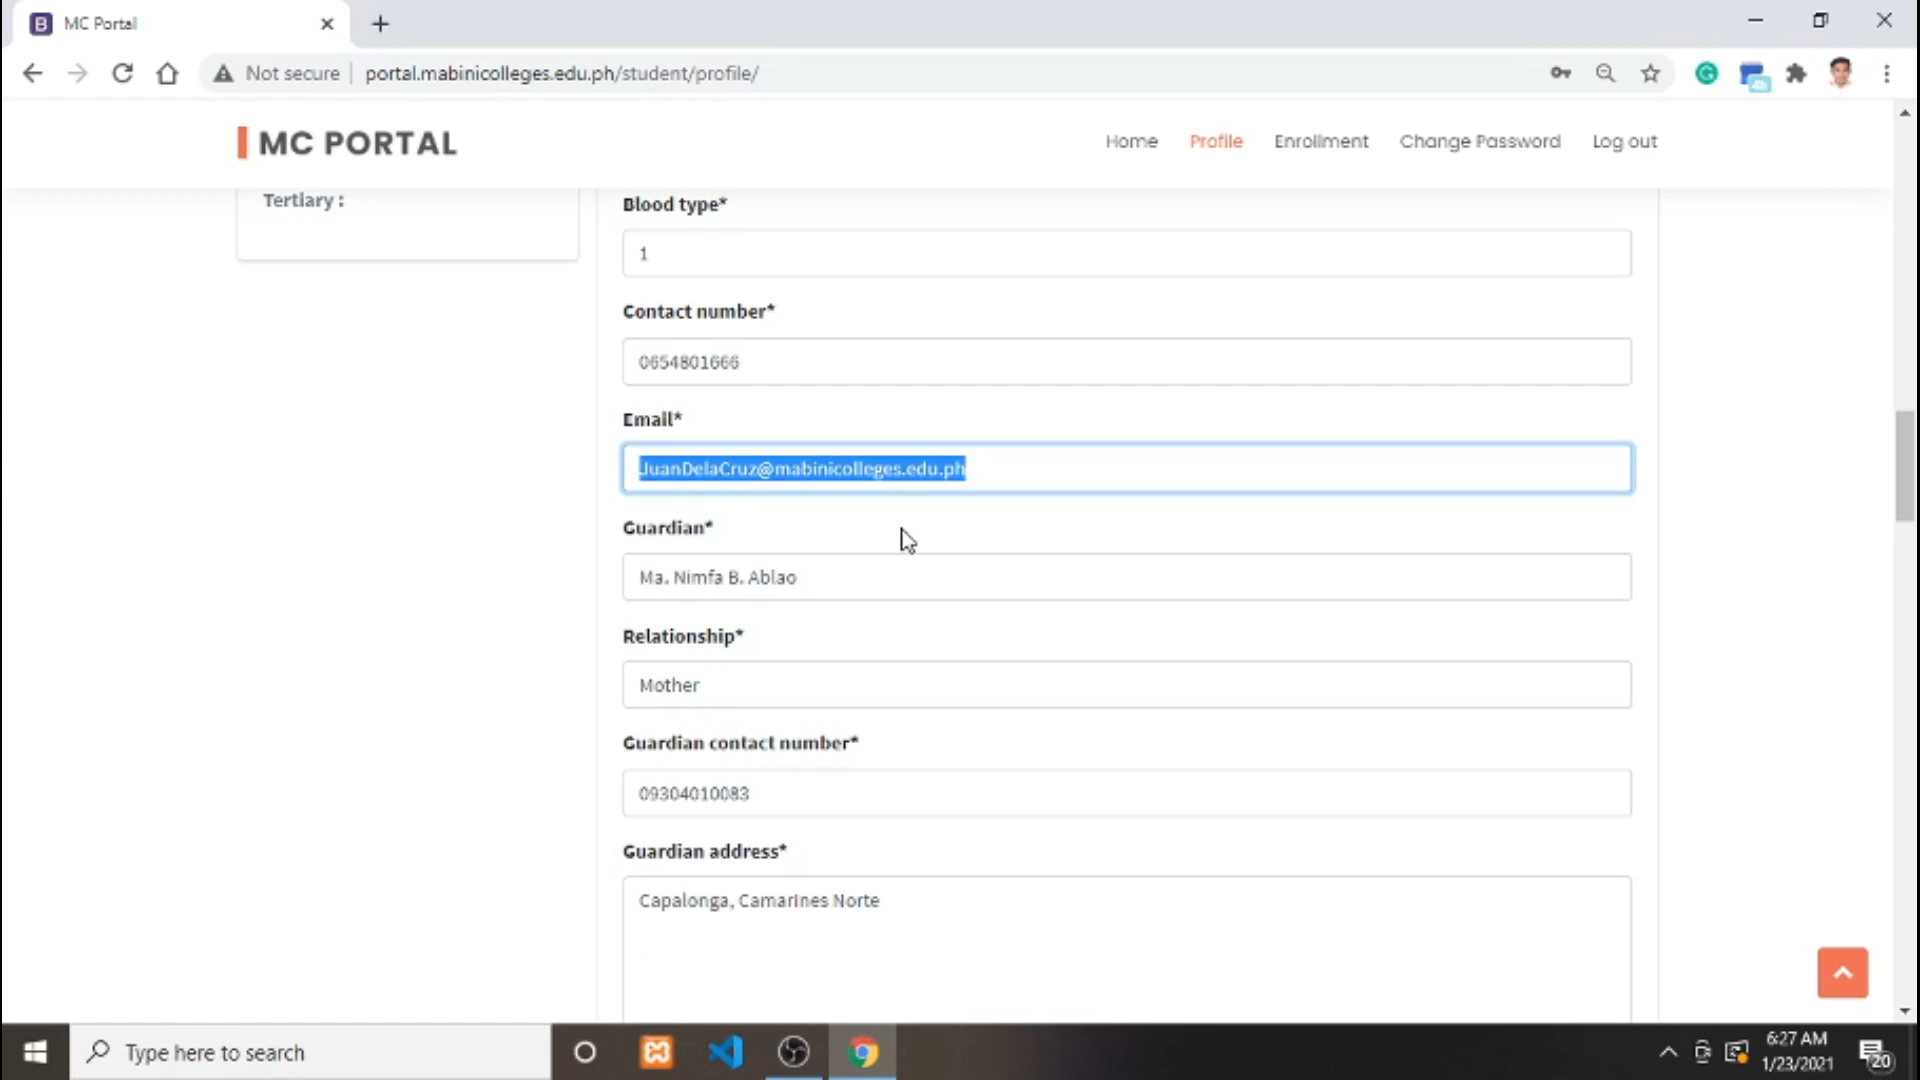 MC Portal
Not secure
portal.mabinicolleges.edu.ph/student/profile/
MC PORTAL
Home Profile Enrollment Change Password Log out
Tertiary :
Blood type*
1
Contact number*
0654801666
Email*
JuanDelaCruz@mabinicolleges.edu.ph
Guardian*
Ma. Nimfa B. Ablao
Relationship*
Mother
Guardian contact number*
09304010083
Guardian address*
Capalonga, Camarines Norte
Type here to search
6:27 AM
1/23/2021
20